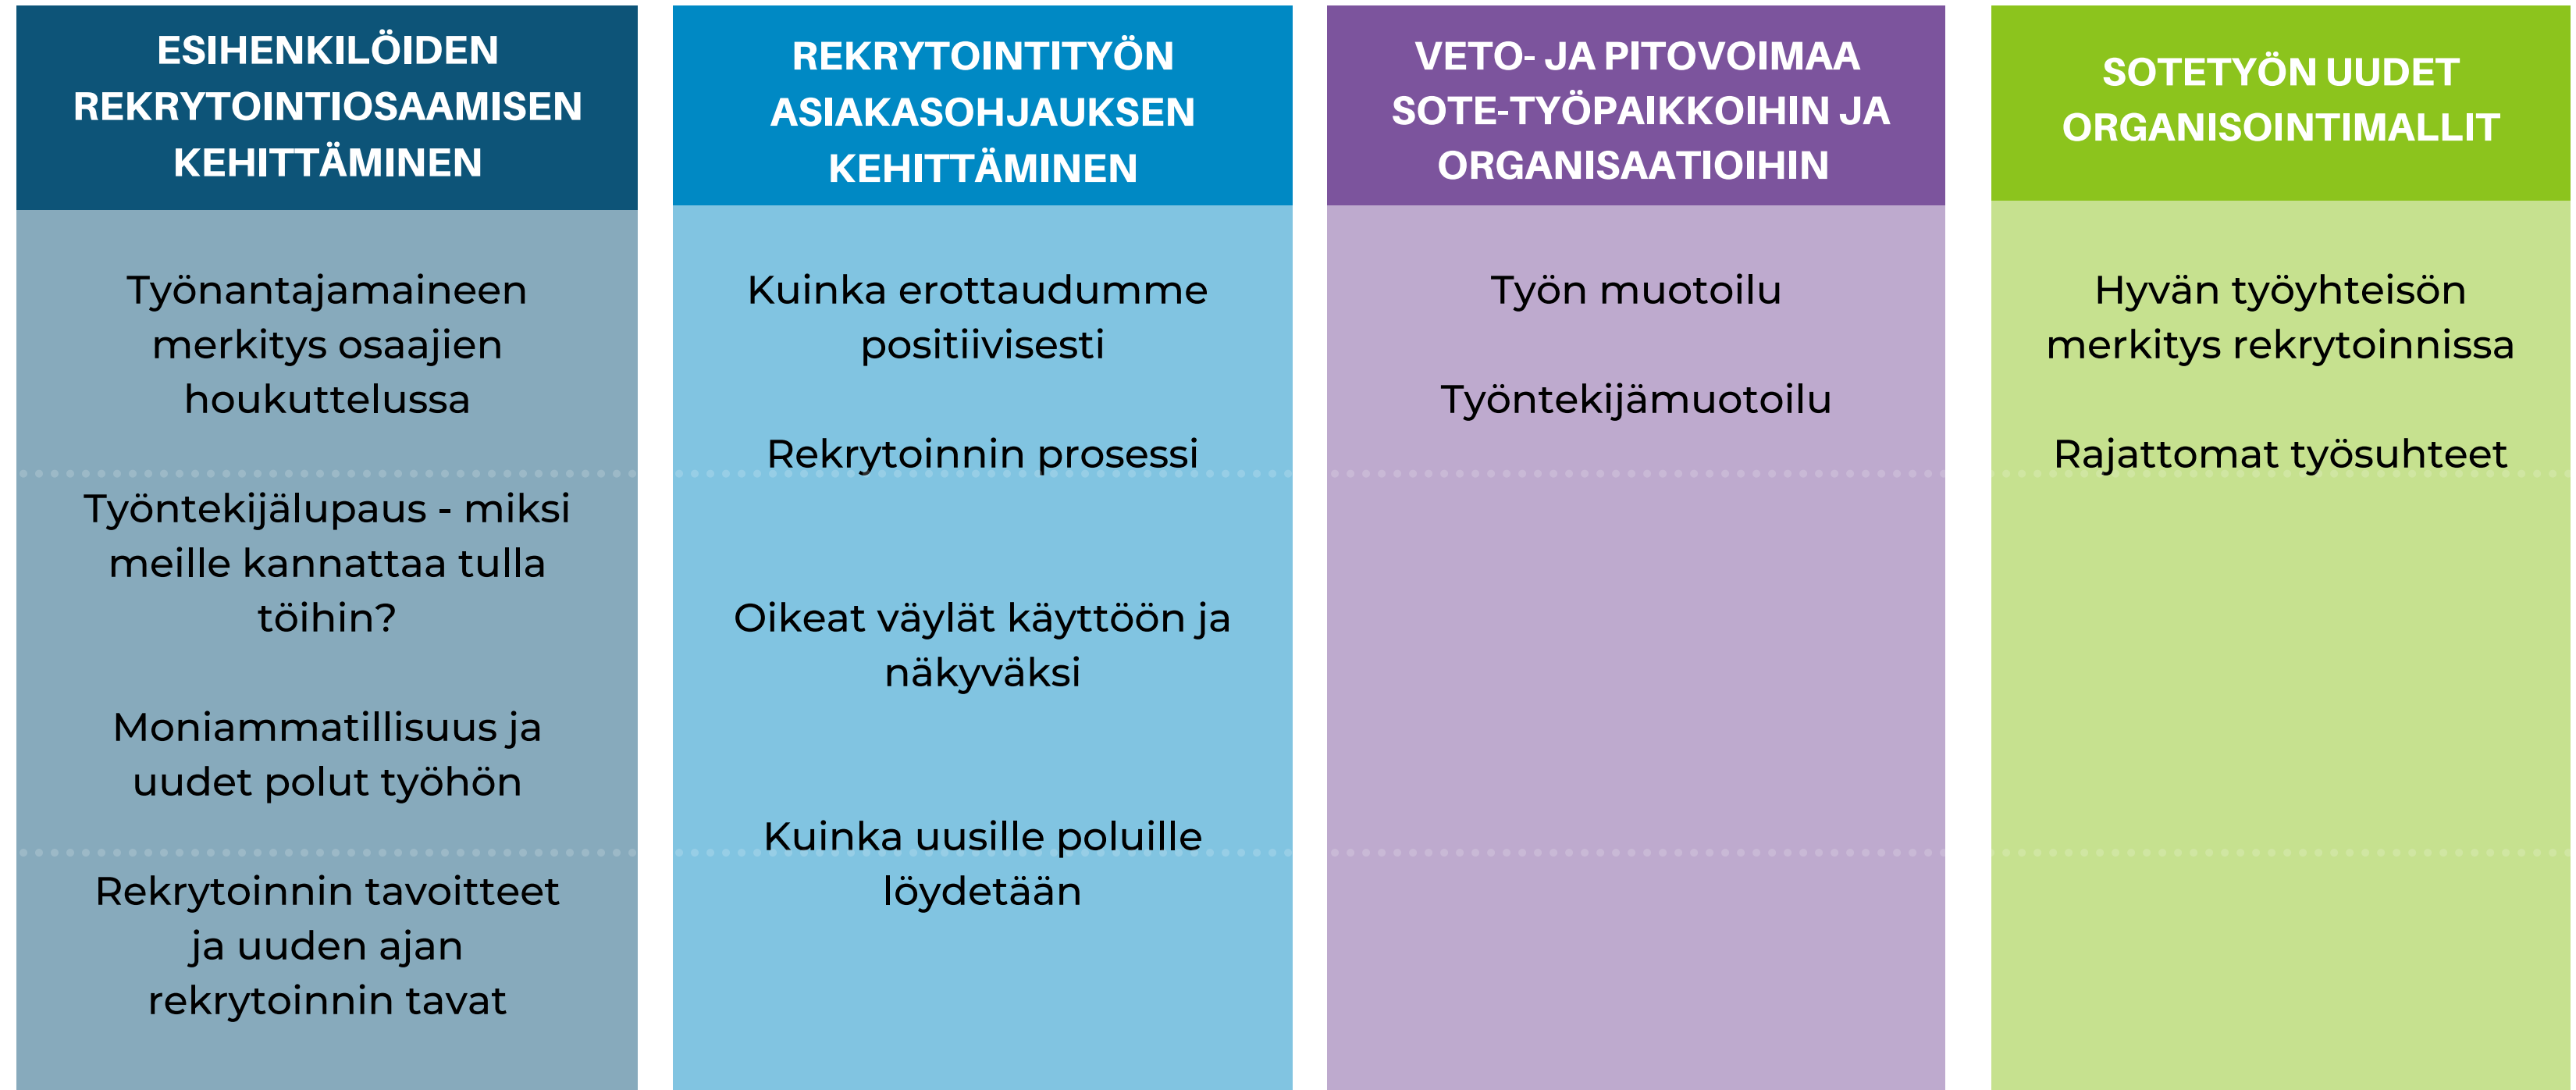 ESIHENKILÖIDEN
REKRYTOINTIOSAAMISEN
KEHITTÄMINEN
Työnantajamaineen
merkitys osaajien
houkuttelussa
Työntekijälupaus - miksi
meille kannattaa tulla
töihin?
Moniammatillisuus ja
uudet polut työhön
Rekrytoinnin tavoitteet
ja uuden ajan
rekrytoinnin tavat
REKRYTOINTITYÖN
ASIAKASOHJAUKSEN
KEHITTÄMINEN
Kuinka erottaudumme
positiivisesti
Rekrytoinnin prosessi
Oikeat väylät käyttöön ja
näkyväksi
Kuinka uusille poluille
löydetään
VETO- JA PITOVOIMAA
SOTE-TYÖPAIKKOIHIN JA
ORGANISAATIOIHIN
Työn muotoilu
Työntekijämuotoilu
SOTETYÖN UUDET
ORGANISOINTIMALLIT
Hyvän työyhteisön
merkitys rekrytoinnissa
Rajattomat työsuhteet